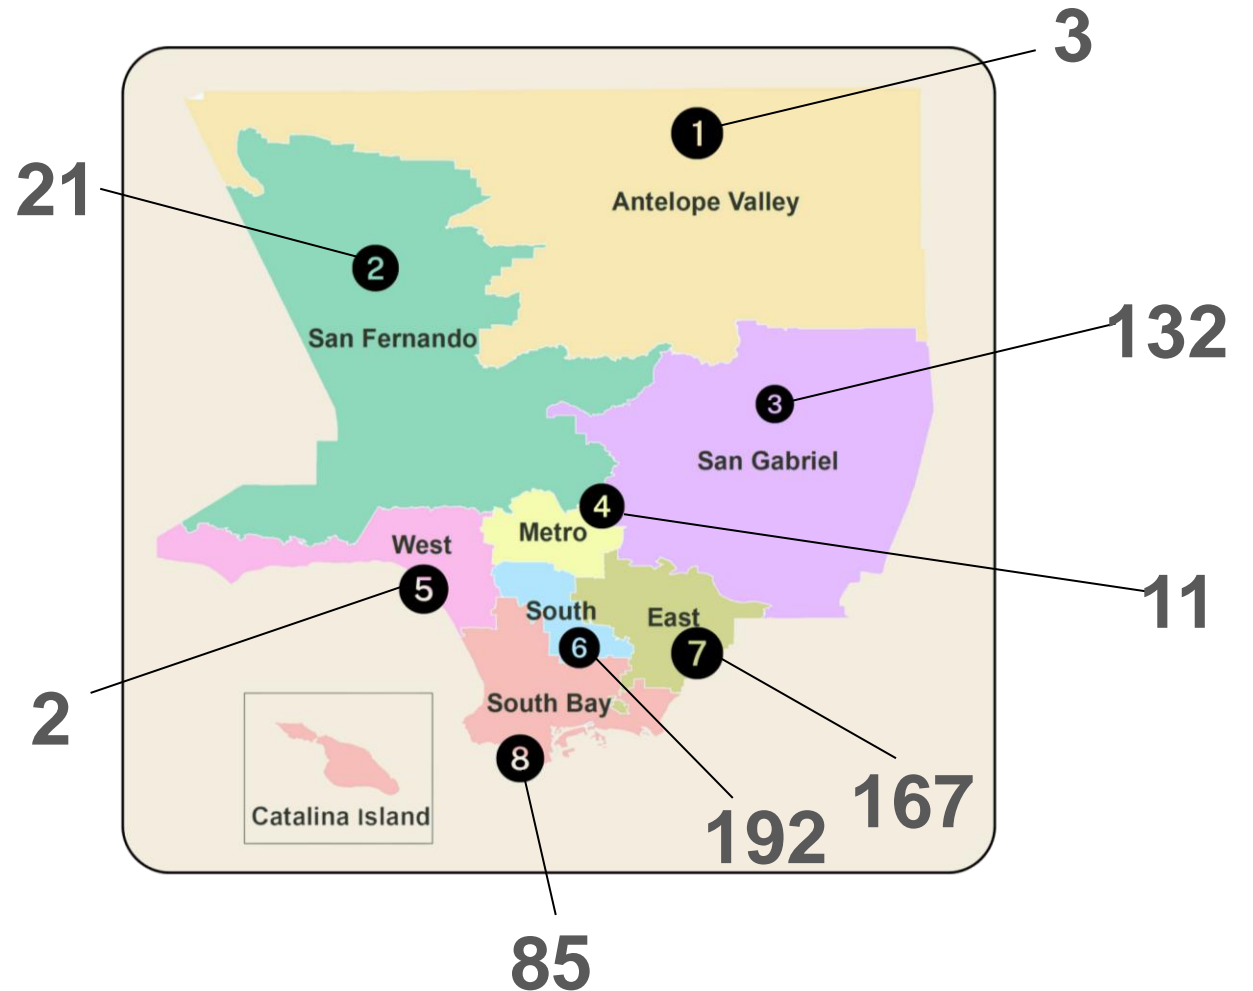 3
1
Antelope Valley
21
2
San Fernando
132
3
San Gabriel
4
Metro
11
West
5
2
South
6
East
7
South Bay
8
Catalina Island
167
192
85